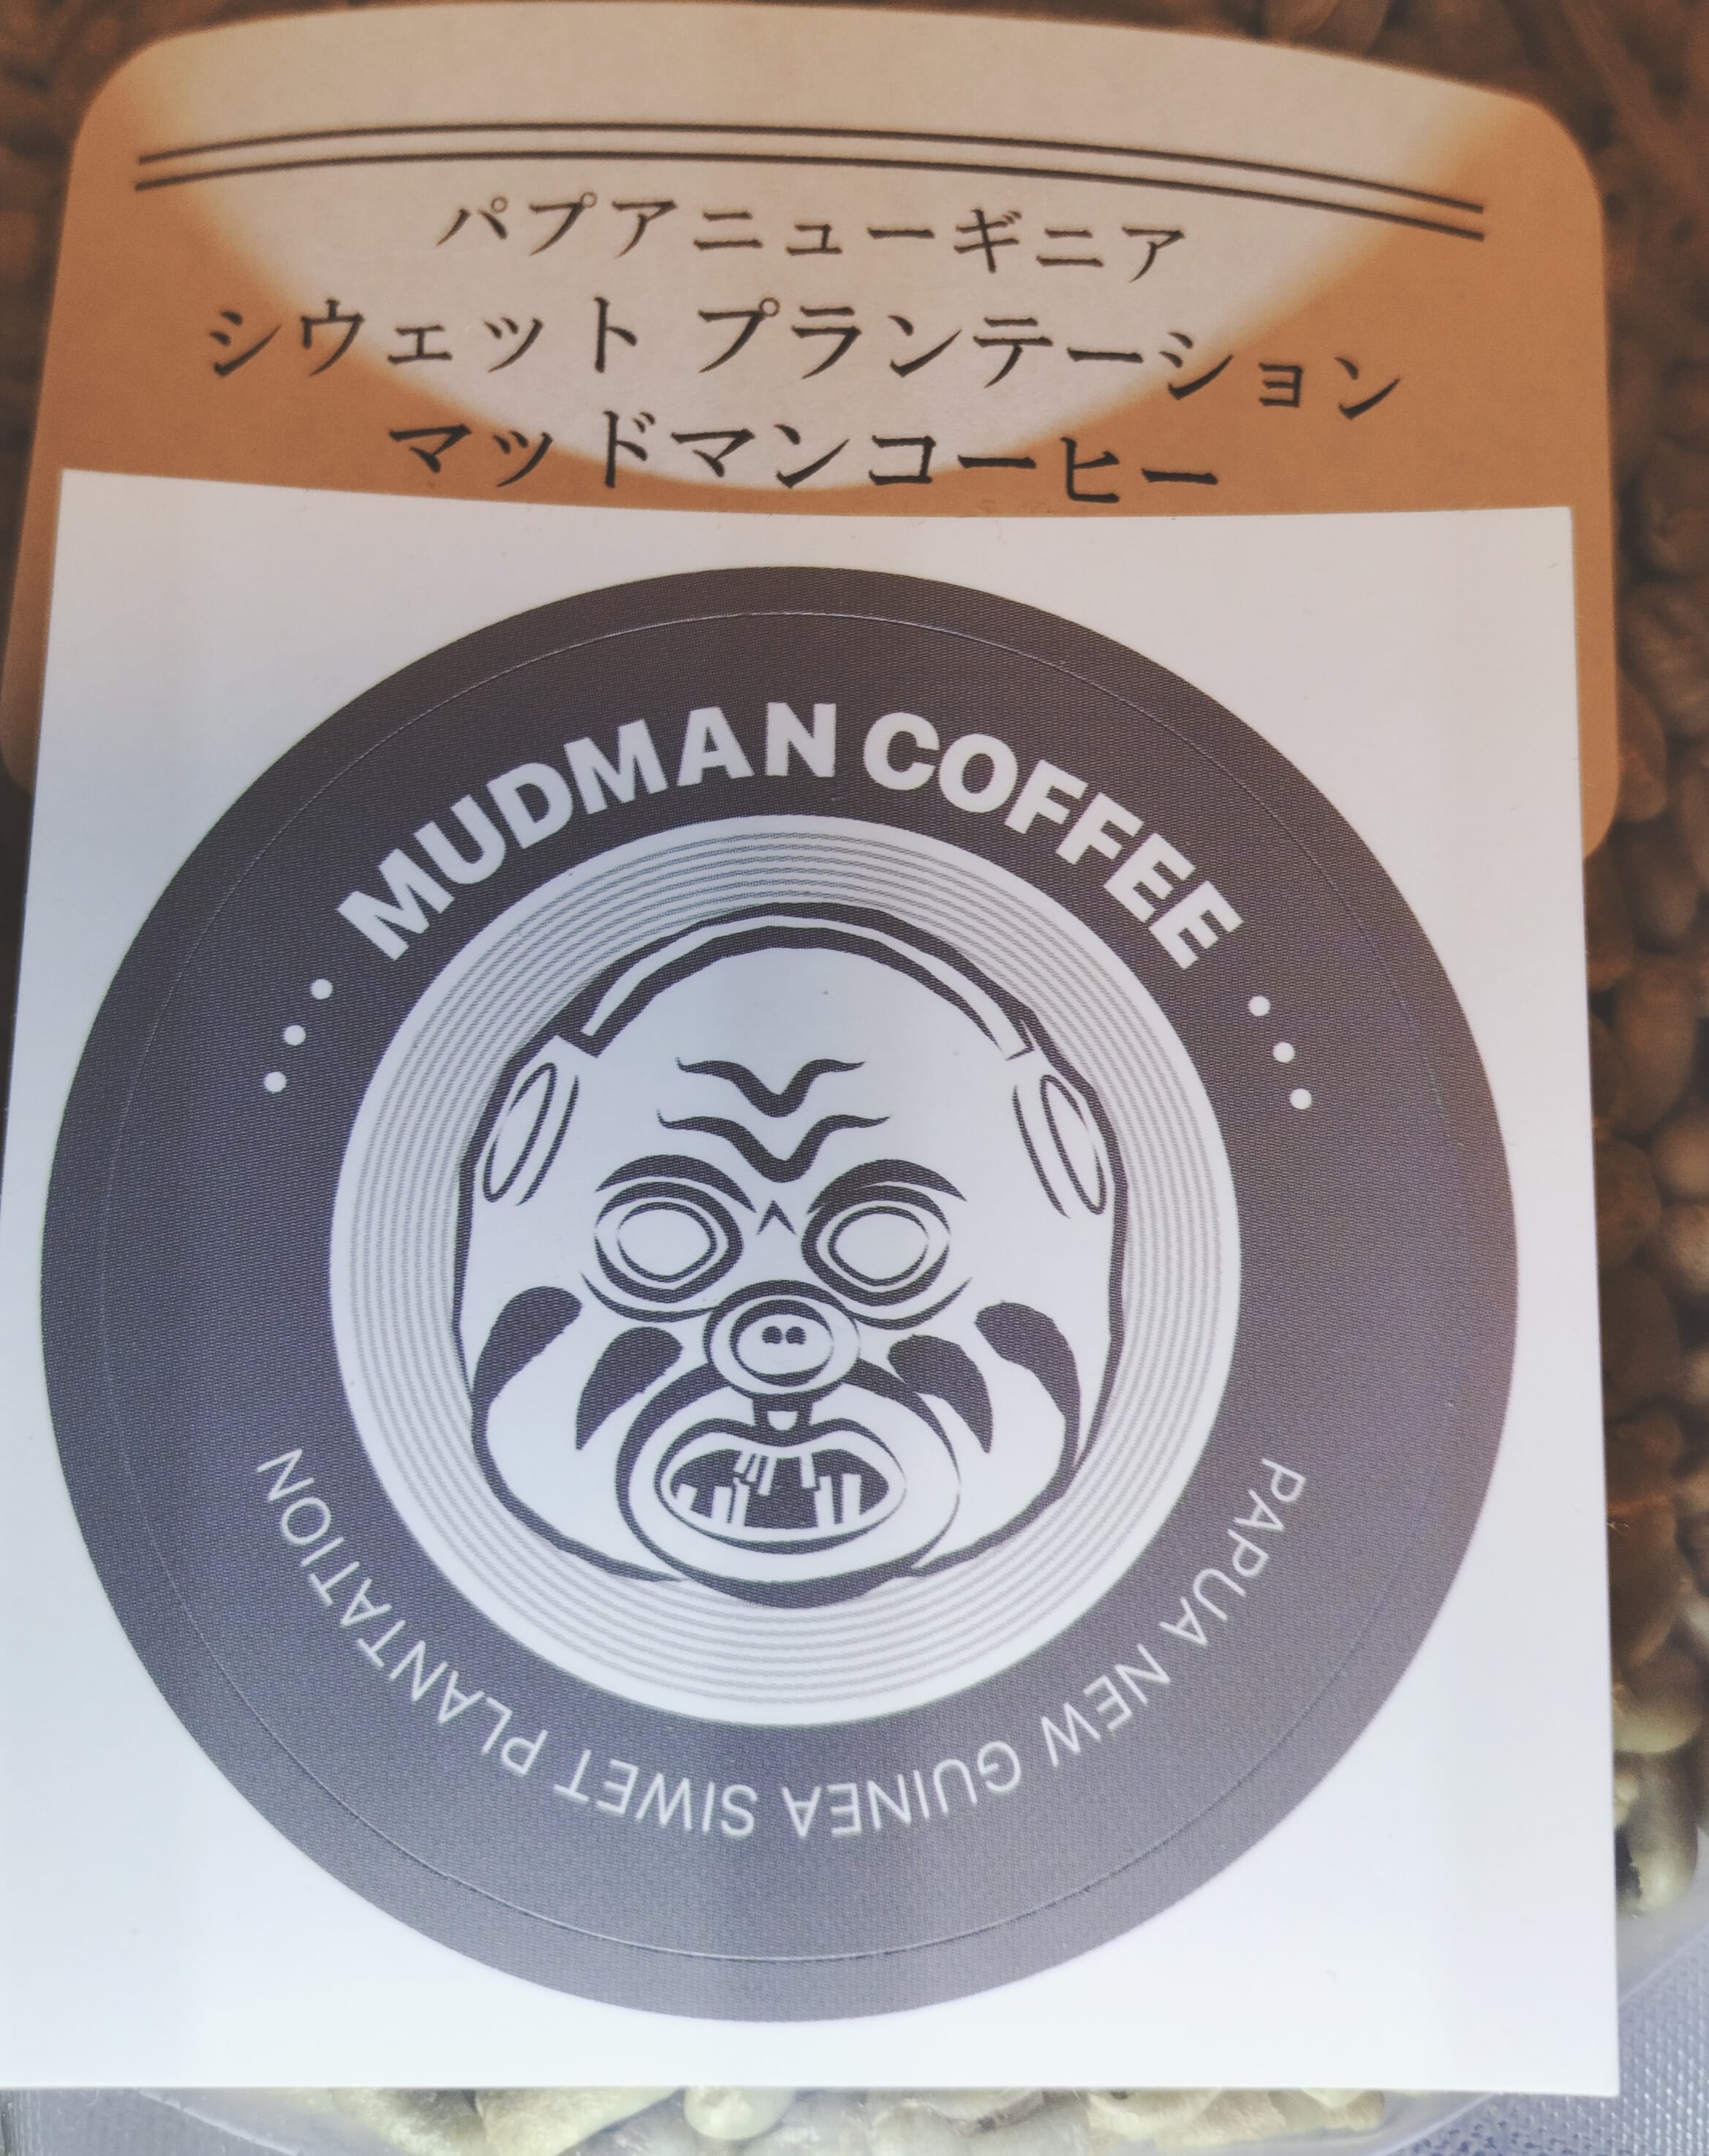 パプアニューギニア
シウェット プランテーション
マッドマンコーヒー
MUDMAN COFFEE
PAPUA NEW GUINEA SIWET PLANTATION